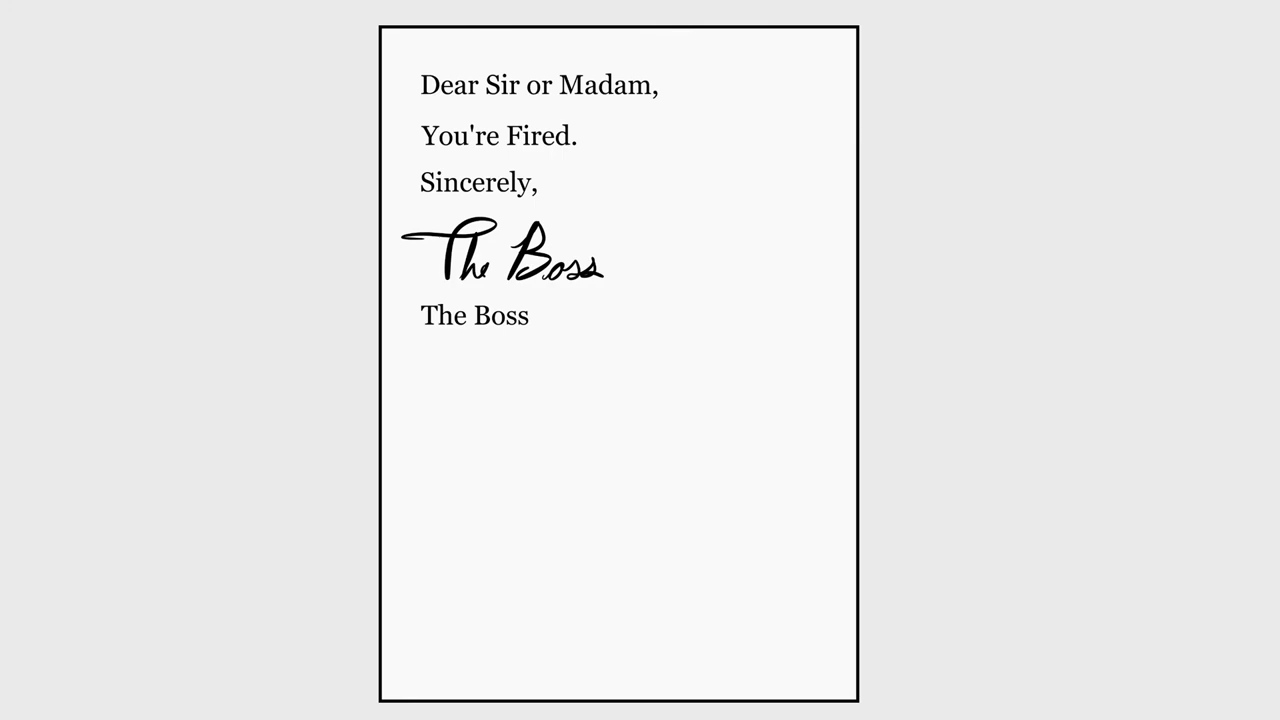 Dear Sir or Madam,
You're Fired.
Sincerely,
The Boss
The Boss